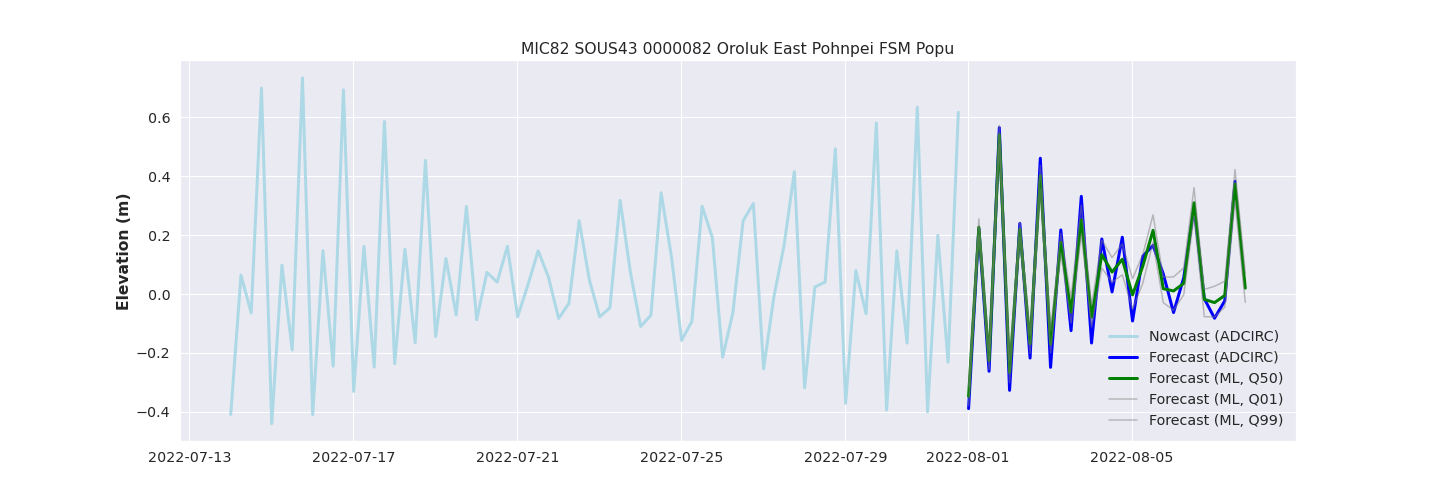 MIC82 SOUS43 0000082 Oroluk East Pohnpei FSM Popu
Elevation (m)
0.6
0.4
0.2
0.0
−0.2
−0.4
Nowcast (ADCIRC)
Forecast (ADCIRC)
Forecast (ML, Q50)
Forecast (ML, Q01)
Forecast (ML, Q99)
2022-07-13 2022-07-17 2022-07-21 2022-07-25 2022-07-29 2022-08-01 2022-08-05